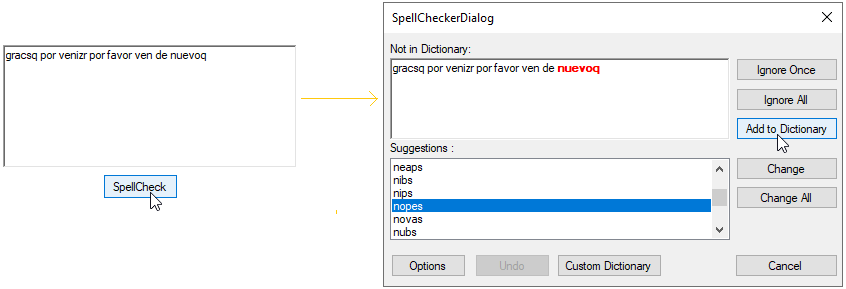 gracsq por venizr por favor ven de nuevoq
SpellCheck
SpellCheckerDialog
Not in Dictionary:
gracsq por venizr por favor ven de nuevoq
Ignore Once
Ignore All
Add to Dictionary
Suggestions :
neaps
nibs
nips
nopes
novas
nubs
Change
Change All
Options
Undo
Custom Dictionary
Cancel